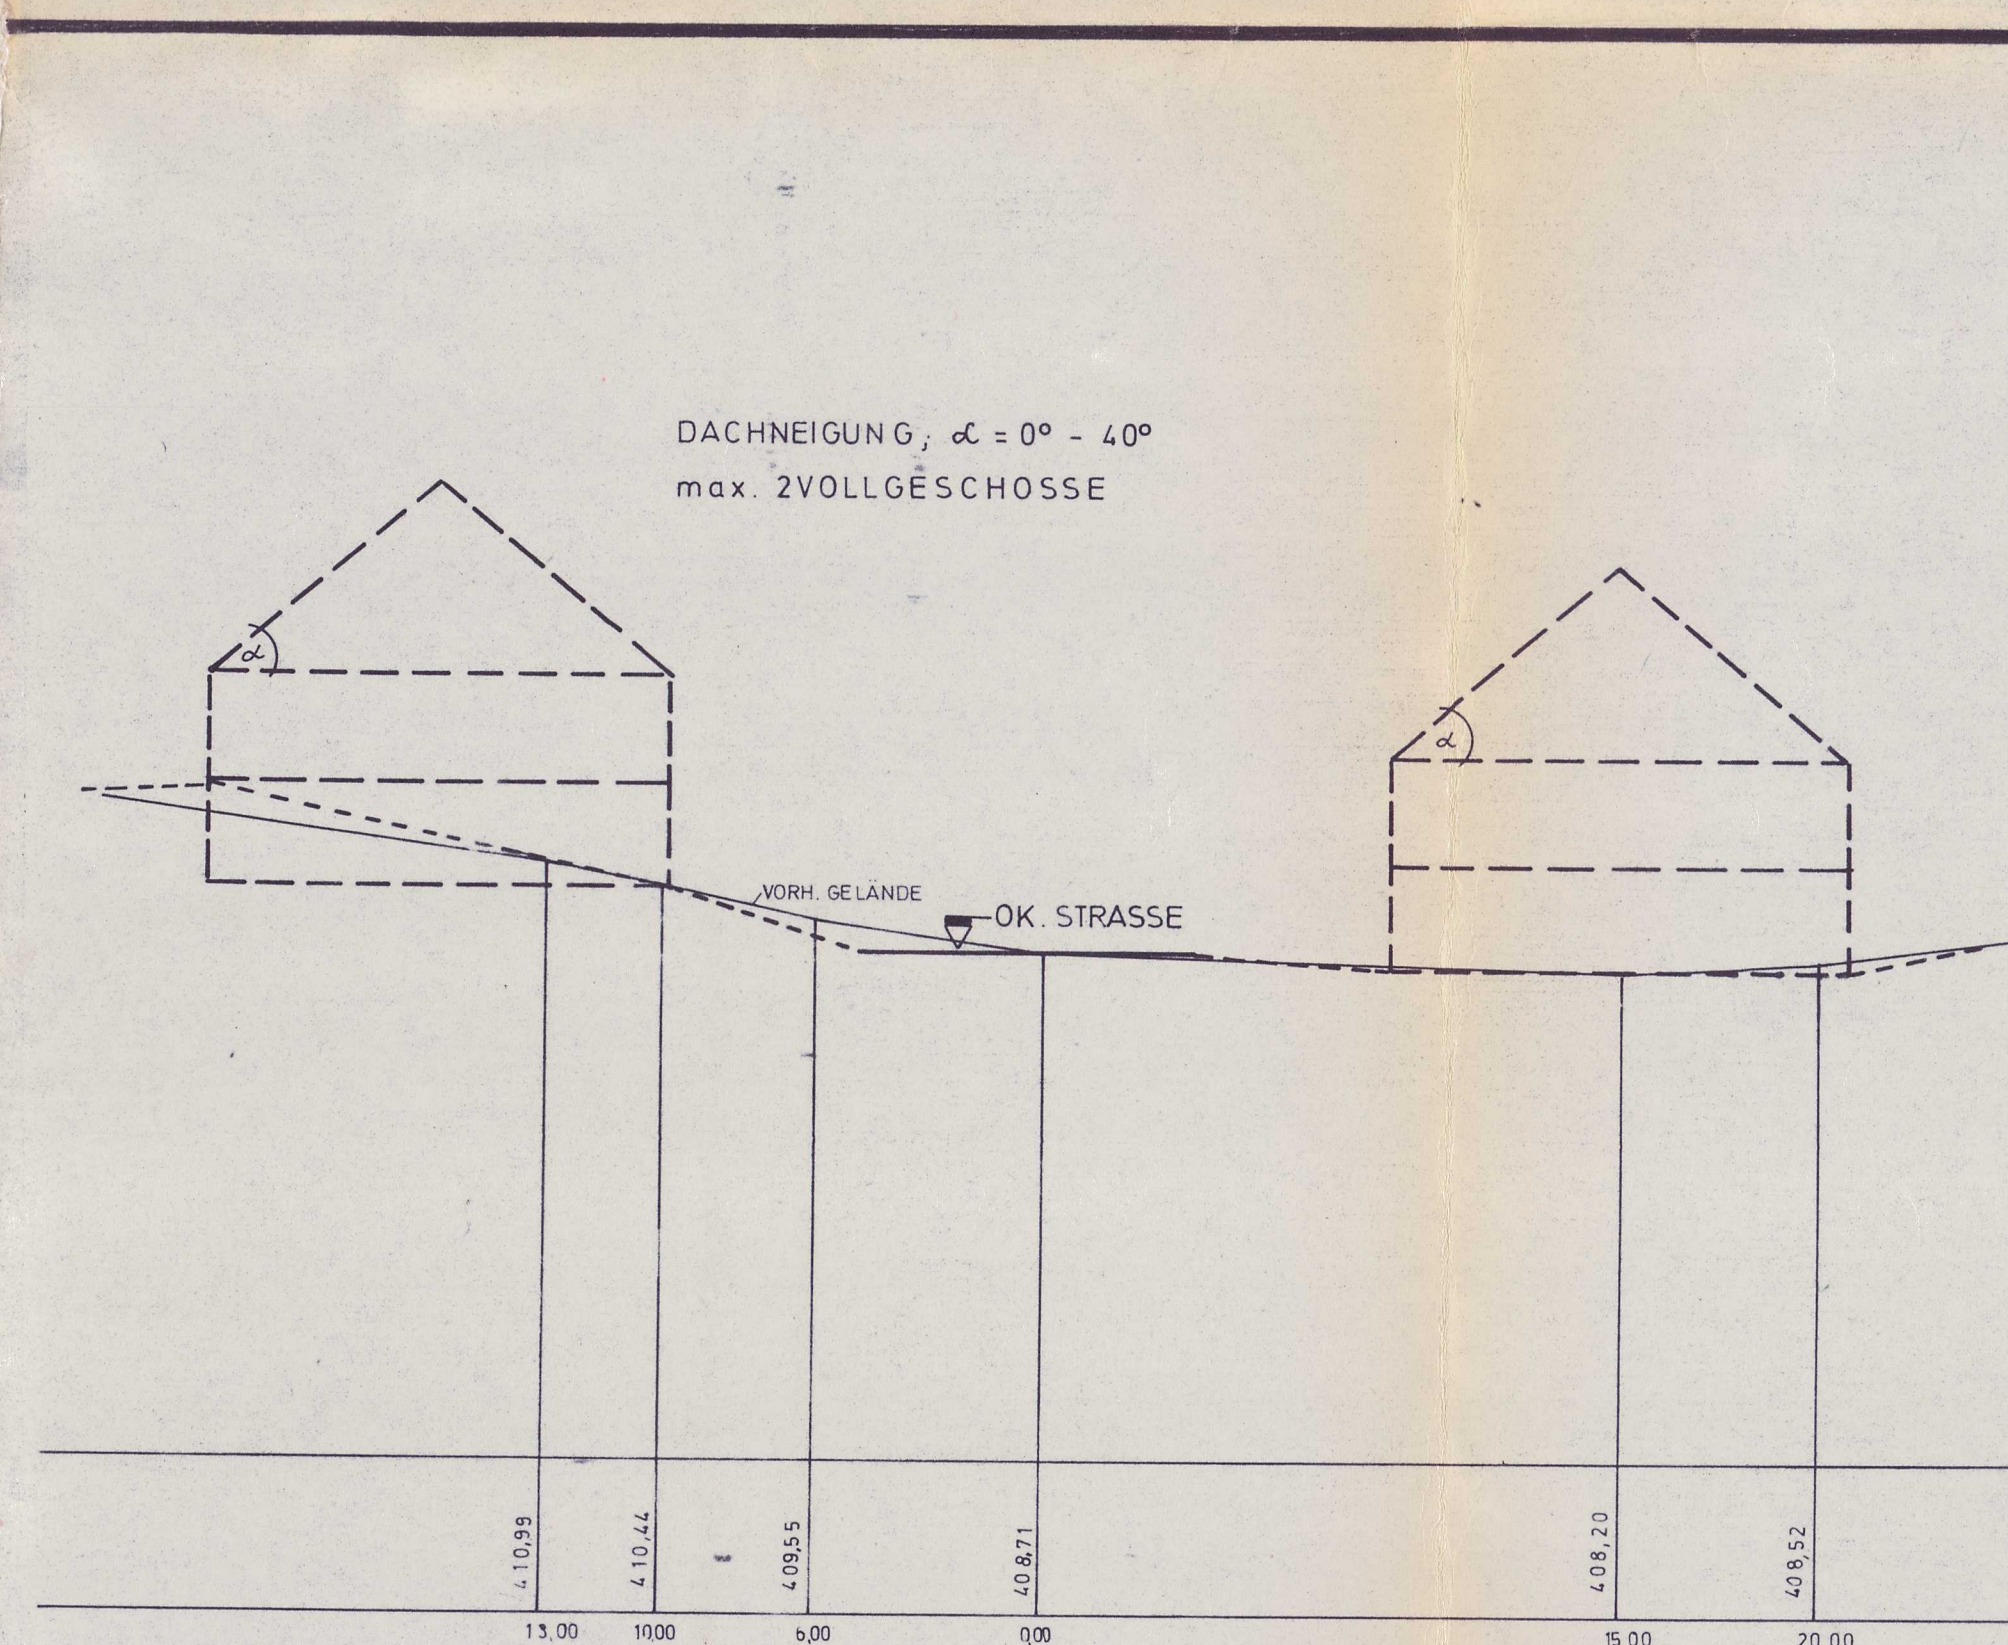 DACHNEIGUNG; α = 0° - 40°
max. 2VOLLGESCHOSSE
α
α
VORH. GELÄNDE
OK. STRASSE
410,99
410,44
409,55
408,71
408,20
408,52
13,00 10,00 6,00 0,00 15,00 20,00